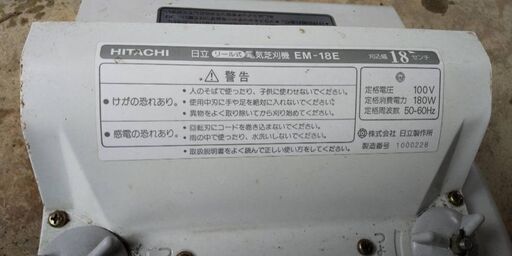 HITACHI 日立 リール式電気芝刈機 EM-18E 刈込幅 18センチ
⚠ 警告
けがの恐れあり。
・人のそばで使ったり、子供に使わせないでください。
・使用中刃に手や足を絶対に入れないでください。
・異物をよく取り除いてから刈り始めてください。
感電の恐れあり。
・回転刃にコードを巻き込まないでください。
・雨の中で使ったり、水洗いしないでください。
・取扱説明書をよく読んで正しい使い方をしてください。
定格電圧 100V
定格消費電力 180W
定格周波数 50-60Hz
株式会社 日立製作所
製造番号 1000228